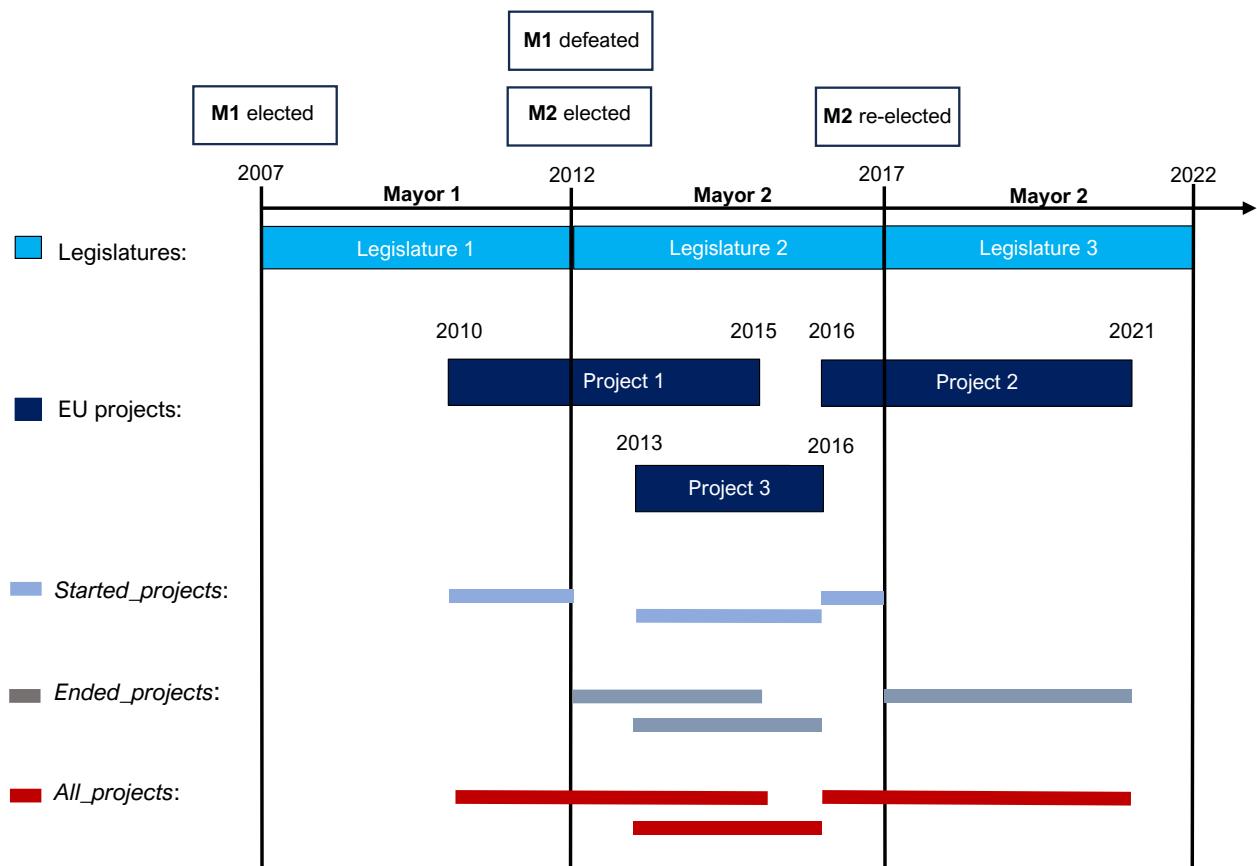 M1 defeated
M1 elected
M2 elected
M2 re-elected
2007
2012
2017
2022
Mayor 1
Mayor 2
Mayor 2
Legislatures:
Legislature 1
Legislature 2
Legislature 3
2010
2015
2016
2021
EU projects:
Project 1
Project 2
2013
2016
Project 3
Started_projects:
Ended_projects:
All_projects: